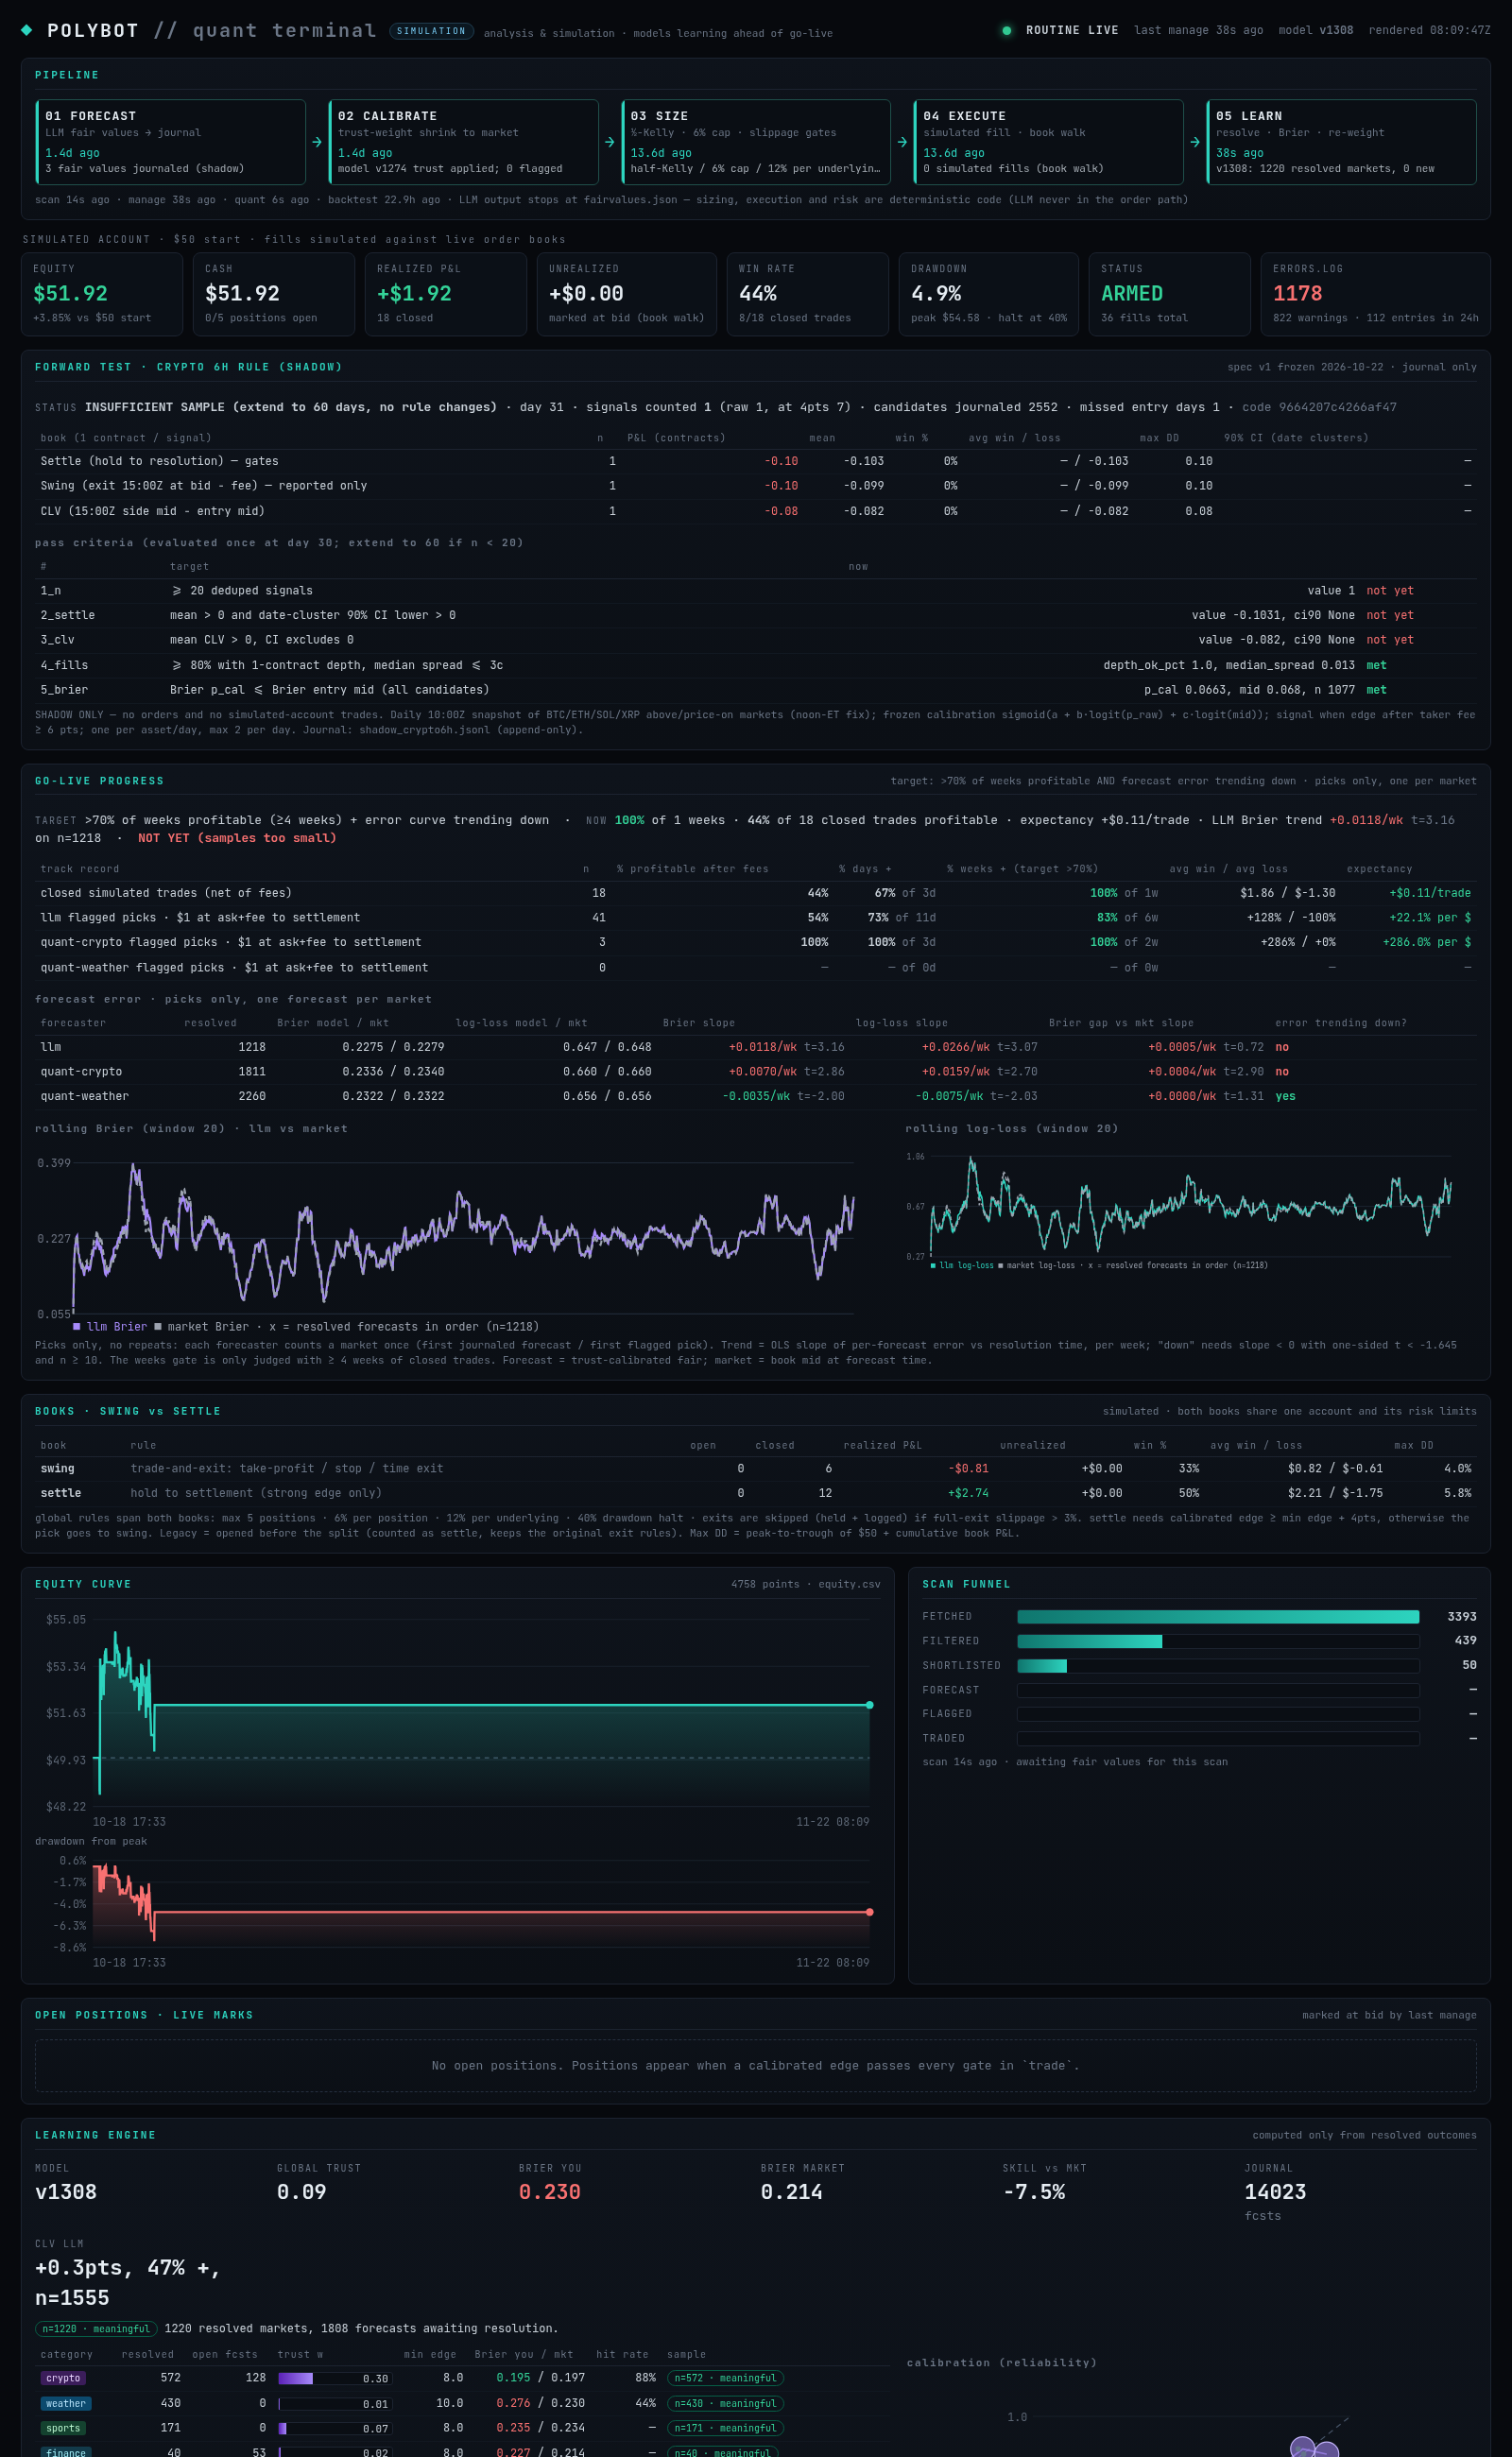 ◆ POLYBOT // quant terminal SIMULATION analysis & simulation · models learning ahead of go-live ROUTINE LIVE last manage 38s ago model v1308 rendered 08:09:47Z
PIPELINE
01 FORECAST
LLM fair values → journal
1.4d ago
3 fair values journaled (shadow)
→
02 CALIBRATE
trust-weight shrink to market
1.4d ago
model v1274 trust applied; 0 flagged
→
03 SIZE
½-Kelly · 6% cap · slippage gates
13.6d ago
half-Kelly / 6% cap / 12% per underlyin…
→
04 EXECUTE
simulated fill · book walk
13.6d ago
0 simulated fills (book walk)
→
05 LEARN
resolve · Brier · re-weight
38s ago
v1308: 1220 resolved markets, 0 new
scan 14s ago · manage 38s ago · quant 6s ago · backtest 22.9h ago · LLM output stops at fairvalues.json — sizing, execution and risk are deterministic code (LLM never in the order path)
SIMULATED ACCOUNT · $50 start · fills simulated against live order books
EQUITY
$51.92
+3.85% vs $50 start
CASH
$51.92
0/5 positions open
REALIZED P&L
+$1.92
18 closed
UNREALIZED
+$0.00
marked at bid (book walk)
WIN RATE
44%
8/18 closed trades
DRAWDOWN
4.9%
peak $54.58 · halt at 40%
STATUS
ARMED
36 fills total
ERRORS.LOG
1178
822 warnings · 112 entries in 24h
FORWARD TEST · CRYPTO 6H RULE (SHADOW) spec v1 frozen 2026-10-22 · journal only
STATUS INSUFFICIENT SAMPLE (extend to 60 days, no rule changes) · day 31 · signals counted 1 (raw 1, at 4pts 7) · candidates journaled 2552 · missed entry days 1 · code 9664207c4266af47
book (1 contract / signal) n P&L (contracts) mean win % avg win / loss max DD 90% CI (date clusters)
Settle (hold to resolution) — gates 1 -0.10 -0.103 0% — / -0.103 0.10 —
Swing (exit 15:00Z at bid - fee) — reported only 1 -0.10 -0.099 0% — / -0.099 0.10 —
CLV (15:00Z side mid - entry mid) 1 -0.08 -0.082 0% — / -0.082 0.08 —
pass criteria (evaluated once at day 30; extend to 60 if n < 20)
# target now
1_n ⩾ 20 deduped signals value 1 not yet
2_settle mean > 0 and date-cluster 90% CI lower > 0 value -0.1031, ci90 None not yet
3_clv mean CLV > 0, CI excludes 0 value -0.082, ci90 None not yet
4_fills ⩾ 80% with 1-contract depth, median spread ⩽ 3c depth_ok_pct 1.0, median_spread 0.013 met
5_brier Brier p_cal ⩽ Brier entry mid (all candidates) p_cal 0.0663, mid 0.068, n 1077 met
SHADOW ONLY — no orders and no simulated-account trades. Daily 10:00Z snapshot of BTC/ETH/SOL/XRP above/price-on markets (noon-ET fix); frozen calibration sigmoid(a + b·logit(p_raw) + c·logit(mid)); signal when edge after taker fee
≥ 6 pts; one per asset/day, max 2 per day. Journal: shadow_crypto6h.jsonl (append-only).
GO-LIVE PROGRESS target: >70% of weeks profitable AND forecast error trending down · picks only, one per market
TARGET >70% of weeks profitable (≥4 weeks) + error curve trending down · NOW 100% of 1 weeks · 44% of 18 closed trades profitable · expectancy +$0.11/trade · LLM Brier trend +0.0118/wk t=3.16
on n=1218 · NOT YET (samples too small)
track record n % profitable after fees % days + % weeks + (target >70%) avg win / avg loss expectancy
closed simulated trades (net of fees) 18 44% 67% of 3d 100% of 1w $1.86 / $-1.30 +$0.11/trade
llm flagged picks · $1 at ask+fee to settlement 41 54% 73% of 11d 83% of 6w +128% / -100% +22.1% per $
quant-crypto flagged picks · $1 at ask+fee to settlement 3 100% 100% of 3d 100% of 2w +286% / +0% +286.0% per $
quant-weather flagged picks · $1 at ask+fee to settlement 0 — — of 0d — of 0w — —
forecast error · picks only, one forecast per market
forecaster resolved Brier model / mkt log-loss model / mkt Brier slope log-loss slope Brier gap vs mkt slope error trending down?
llm 1218 0.2275 / 0.2279 0.647 / 0.648 +0.0118/wk t=3.16 +0.0266/wk t=3.07 +0.0005/wk t=0.72 no
quant-crypto 1811 0.2336 / 0.2340 0.660 / 0.660 +0.0070/wk t=2.86 +0.0159/wk t=2.70 +0.0004/wk t=2.90 no
quant-weather 2260 0.2322 / 0.2322 0.656 / 0.656 -0.0035/wk t=-2.00 -0.0075/wk t=-2.03 +0.0000/wk t=1.31 yes
rolling Brier (window 20) · llm vs market
0.399
0.227
0.055
■ llm Brier ■ market Brier · x = resolved forecasts in order (n=1218)
rolling log-loss (window 20)
1.06
0.67
0.27
■ llm log-loss ■ market log-loss · x = resolved forecasts in order (n=1218)
Picks only, no repeats: each forecaster counts a market once (first journaled forecast / first flagged pick). Trend = OLS slope of per-forecast error vs resolution time, per week; "down" needs slope < 0 with one-sided t < -1.645
and n ≥ 10. The weeks gate is only judged with ≥ 4 weeks of closed trades. Forecast = trust-calibrated fair; market = book mid at forecast time.
BOOKS · SWING vs SETTLE simulated · both books share one account and its risk limits
book rule open closed realized P&L unrealized win % avg win / loss max DD
swing trade-and-exit: take-profit / stop / time exit 0 6 -$0.81 +$0.00 33% $0.82 / $-0.61 4.0%
settle hold to settlement (strong edge only) 0 12 +$2.74 +$0.00 50% $2.21 / $-1.75 5.8%
global rules span both books: max 5 positions · 6% per position · 12% per underlying · 40% drawdown halt · exits are skipped (held + logged) if full-exit slippage > 3%. settle needs calibrated edge ≥ min edge + 4pts, otherwise the
pick goes to swing. Legacy = opened before the split (counted as settle, keeps the original exit rules). Max DD = peak-to-trough of $50 + cumulative book P&L.
EQUITY CURVE 4758 points · equity.csv
$55.05
$53.34
$51.63
$49.93
$48.22
10-18 17:33 11-22 08:09
drawdown from peak
0.6%
-1.7%
-4.0%
-6.3%
-8.6%
10-18 17:33 11-22 08:09
SCAN FUNNEL
FETCHED 3393
FILTERED 439
SHORTLISTED 50
FORECAST —
FLAGGED —
TRADED —
scan 14s ago · awaiting fair values for this scan
OPEN POSITIONS · LIVE MARKS marked at bid by last manage
No open positions. Positions appear when a calibrated edge passes every gate in `trade`.
LEARNING ENGINE computed only from resolved outcomes
MODEL
v1308
GLOBAL TRUST
0.09
BRIER YOU
0.230
BRIER MARKET
0.214
SKILL vs MKT
-7.5%
JOURNAL
14023
fcsts
CLV LLM
+0.3pts, 47% +,
n=1555
n=1220 · meaningful 1220 resolved markets, 1808 forecasts awaiting resolution.
category resolved open fcsts trust w min edge Brier you / mkt hit rate sample
crypto 572 128 0.30 8.0 0.195 / 0.197 88% n=572 · meaningful
weather 430 0 0.01 10.0 0.276 / 0.230 44% n=430 · meaningful
sports 171 0 0.07 8.0 0.235 / 0.234 — n=171 · meaningful
finance 40 53 0.02 8.0 0.227 / 0.214 — n=40 · meaningful
calibration (reliability)
1.0